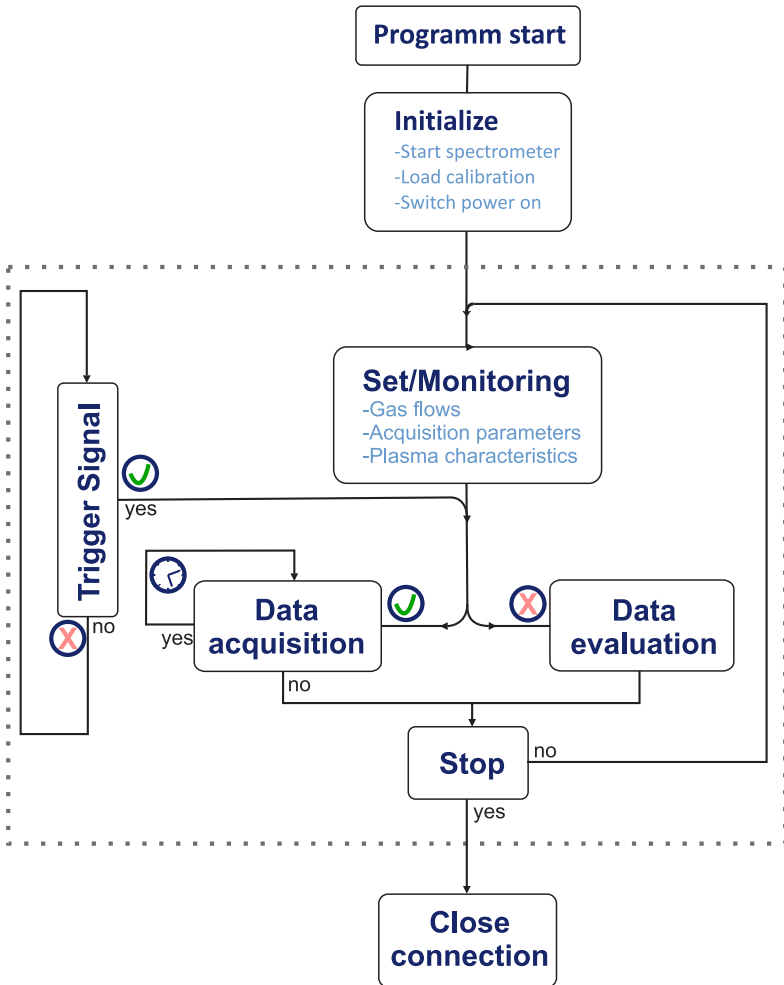 Programm start
Initialize
-Start spectrometer
-Load calibration
-Switch power on
Set/Monitoring
-Gas flows
-Acquisition parameters
-Plasma characteristics
Trigger Signal
yes
no
Data
acquisition
yes
no
Data
evaluation
Stop
no
yes
Close
connection